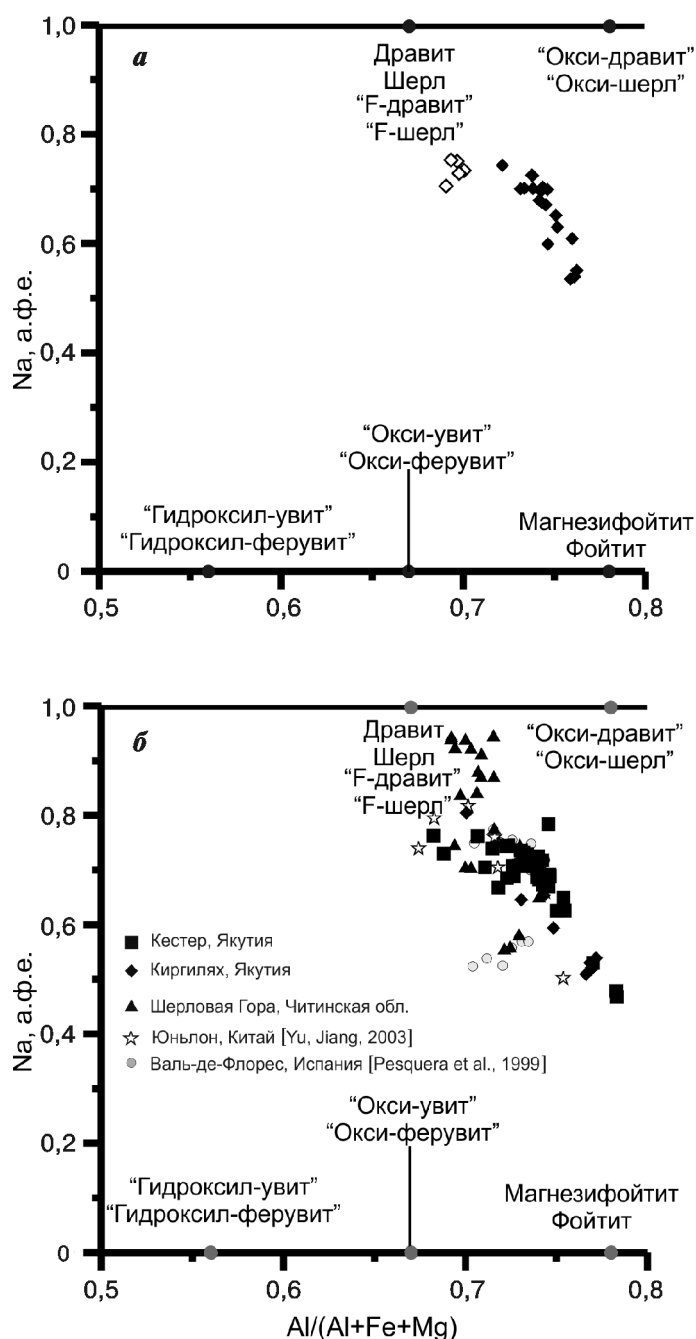 1,0
а
Дравит
Шерл
“F-дравит”
“F-шерл”
“Окси-дравит”
“Окси-шерл”
0,8
0,6
Na, а.ф.е.
0,4
“Окси-увит”
“Окси-ферувит”
0,2
“Гидроксил-увит”
“Гидроксил-ферувит”
Магнезифойтит
Фойтит
0
0,5 0,6 0,7 0,8
1,0
б
Дравит
Шерл
“F-дравит”
“F-шерл”
“Окси-дравит”
“Окси-шерл”
0,8
0,6
Кестер, Якутия
Киргилях, Якутия
Шерловая Гора, Читинская обл.
Юньлон, Китай [Yu, Jiang, 2003]
Валь-де-Флорес, Испания [Pesquera et al., 1999]
Na, а.ф.е.
0,4
“Окси-увит”
“Окси-ферувит”
0,2
“Гидроксил-увит”
“Гидроксил-ферувит”
Магнезифойтит
Фойтит
0
0,5 0,6 0,7 0,8
Al/(Al+Fe+Mg)